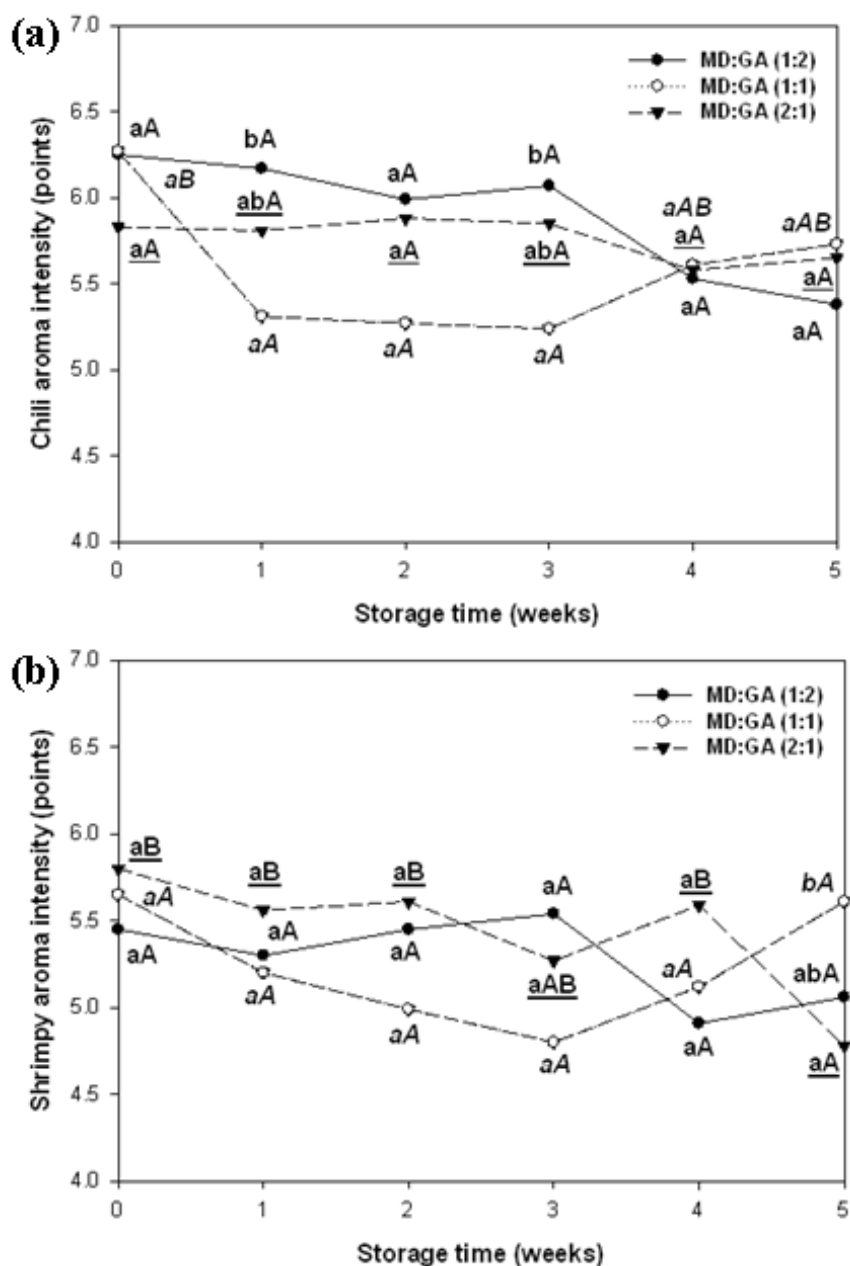 (a)
7.0
6.5
6.0
5.5
5.0
4.5
4.0
Chili aroma intensity (points)
MD:GA (1:2)
MD:GA (1:1)
MD:GA (2:1)
aA
aB
bA
abA
aA
bA
aAB
aAB
aA
aA
aA
abA
aA
aA
aA
aA
aA
aA
0 1 2 3 4 5
Storage time (weeks)
(b)
7.0
6.5
6.0
5.5
5.0
4.5
4.0
Shrimpy aroma intensity (points)
MD:GA (1:2)
MD:GA (1:1)
MD:GA (2:1)
aB
aA
aB
aB
aA
aB
bA
aA
aA
aA
aA
aAB
aA
abA
aA
aA
aA
aA
0 1 2 3 4 5
Storage time (weeks)